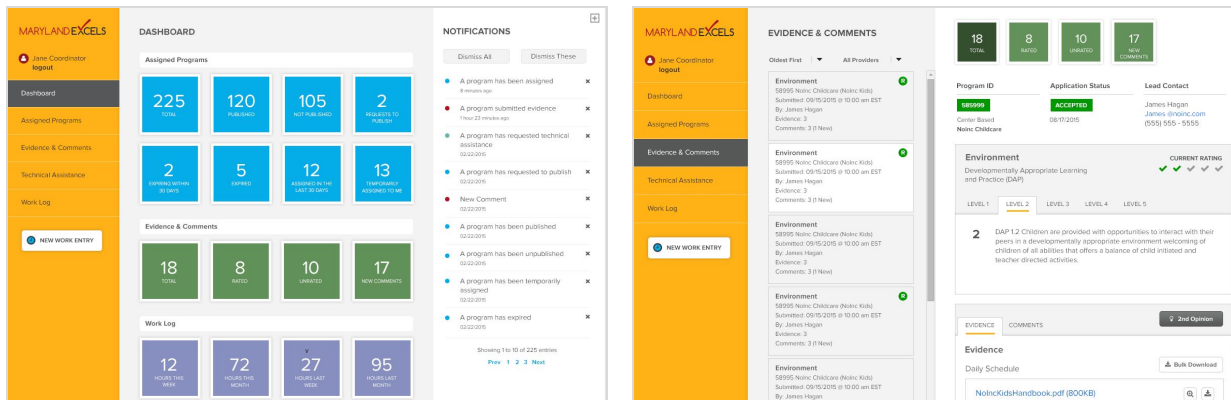 MARYLAND EXCELS
Jane Coordinator
logout
Dashboard
Assigned Programs
Evidence & Comments
Technical Assistance
Work Log
NEW WORK ENTRY
DASHBOARD
Assigned Programs
225
TOTAL
120
PUBLISHED
105
NOT PUBLISHED
2
REQUESTS TO
PUBLISH
2
EXPIRING WITHIN
30 DAYS
5
EXPIRED
12
ASSIGNED IN THE
LAST 30 DAYS
13
TEMPORARILY
ASSIGNED TO ME
Evidence & Comments
18
TOTAL
8
RATED
10
UNRATED
17
NEW COMMENTS
Work Log
12
HOURS THIS
WEEK
72
HOURS THIS
MONTH
27
HOURS LAST
WEEK
95
HOURS LAST
MONTH
NOTIFICATIONS
Dismiss All
Dismiss These
A program has been assigned
8 minutes ago
A program submitted evidence
1 hour 23 minutes ago
A program has requested technical
assistance
02/22/2015
A program has requested to publish
02/22/2015
New Comment
02/22/2015
A program has been published
02/22/2015
A program has been unpublished
02/22/2015
A program has been temporarily
assigned
02/22/2015
A program has expired
02/22/2015
Showing 1 to 10 of 225 entries
Prev 1 2 3 Next
MARYLAND EXCELS
Jane Coordinator
logout
Dashboard
Assigned Programs
Evidence & Comments
Technical Assistance
Work Log
NEW WORK ENTRY
EVIDENCE & COMMENTS
Oldest First
All Providers
Environment
R
58995 NoInc Childcare (NoInc Kids)
Submitted: 09/15/2015 @ 10:00 am EST
By: James Hagan
Evidence: 3
Comments: 3 (1 New)
Environment
R
58995 NoInc Childcare (NoInc Kids)
Submitted: 09/15/2015 @ 10:00 am EST
By: James Hagan
Evidence: 3
Comments: 3 (1 New)
Environment
58995 NoInc Childcare (NoInc Kids)
Submitted: 09/15/2015 @ 10:00 am EST
By: James Hagan
Evidence: 3
Comments: 3 (1 New)
Environment
R
58995 NoInc Childcare (NoInc Kids)
Submitted: 09/15/2015 @ 10:00 am EST
By: James Hagan
Evidence: 3
Comments: 3 (1 New)
Environment
58995 NoInc Childcare (NoInc Kids)
Submitted: 09/15/2015 @ 10:00 am EST
By: James Hagan
18
TOTAL
8
RATED
10
UNRATED
17
NEW
COMMENTS
Program ID
585999
Center Based
NoInc Childcare
Application Status
ACCEPTED
08/17/2015
Lead Contact
James Hagan
James @noinc.com
(555) 555 - 5555
Environment
Developmentally Appropriate Learning
and Practice (DAP)
CURRENT RATING
LEVEL 1 LEVEL 2 LEVEL 3 LEVEL 4 LEVEL 5
2
DAP 1.2 Children are provided with opportunities to interact with their
peers in a developmentally appropriate environment welcoming of
children of all abilities that offers a balance of child initiated and
teacher directed activities.
EVIDENCE COMMENTS
2nd Opinion
Evidence
Daily Schedule
Bulk Download
NoIncKidsHandbook.pdf (800KB)